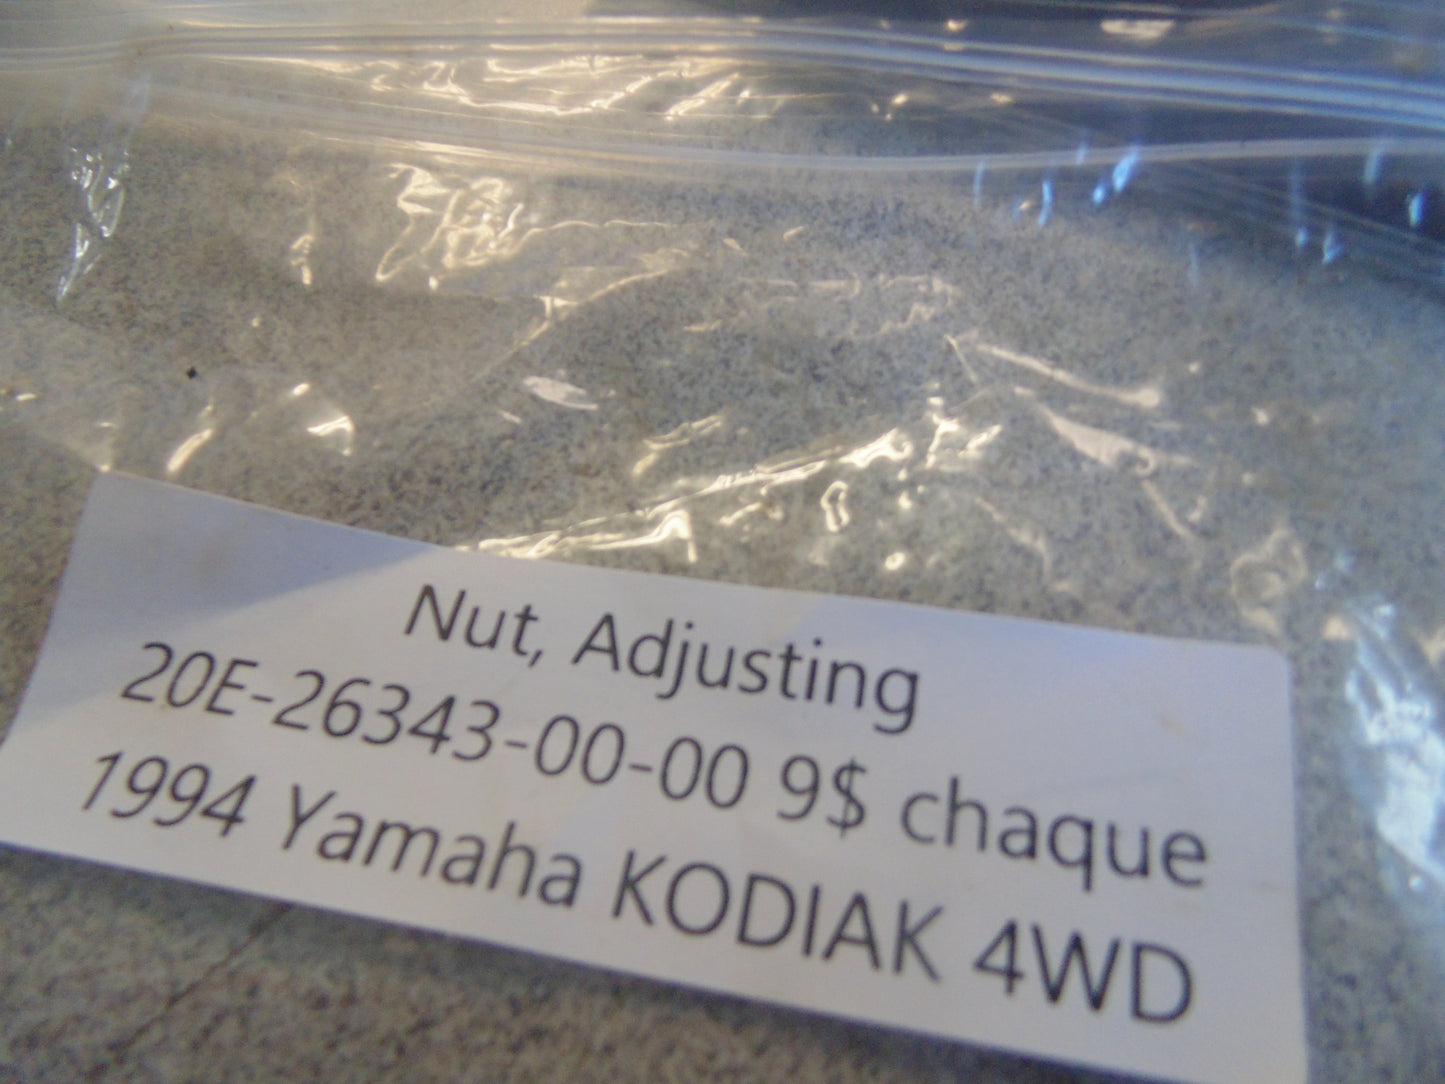 Nut, Adjusting
20E-26343-00-00 9$ chaque
1994 Yamaha KODIAK 4WD